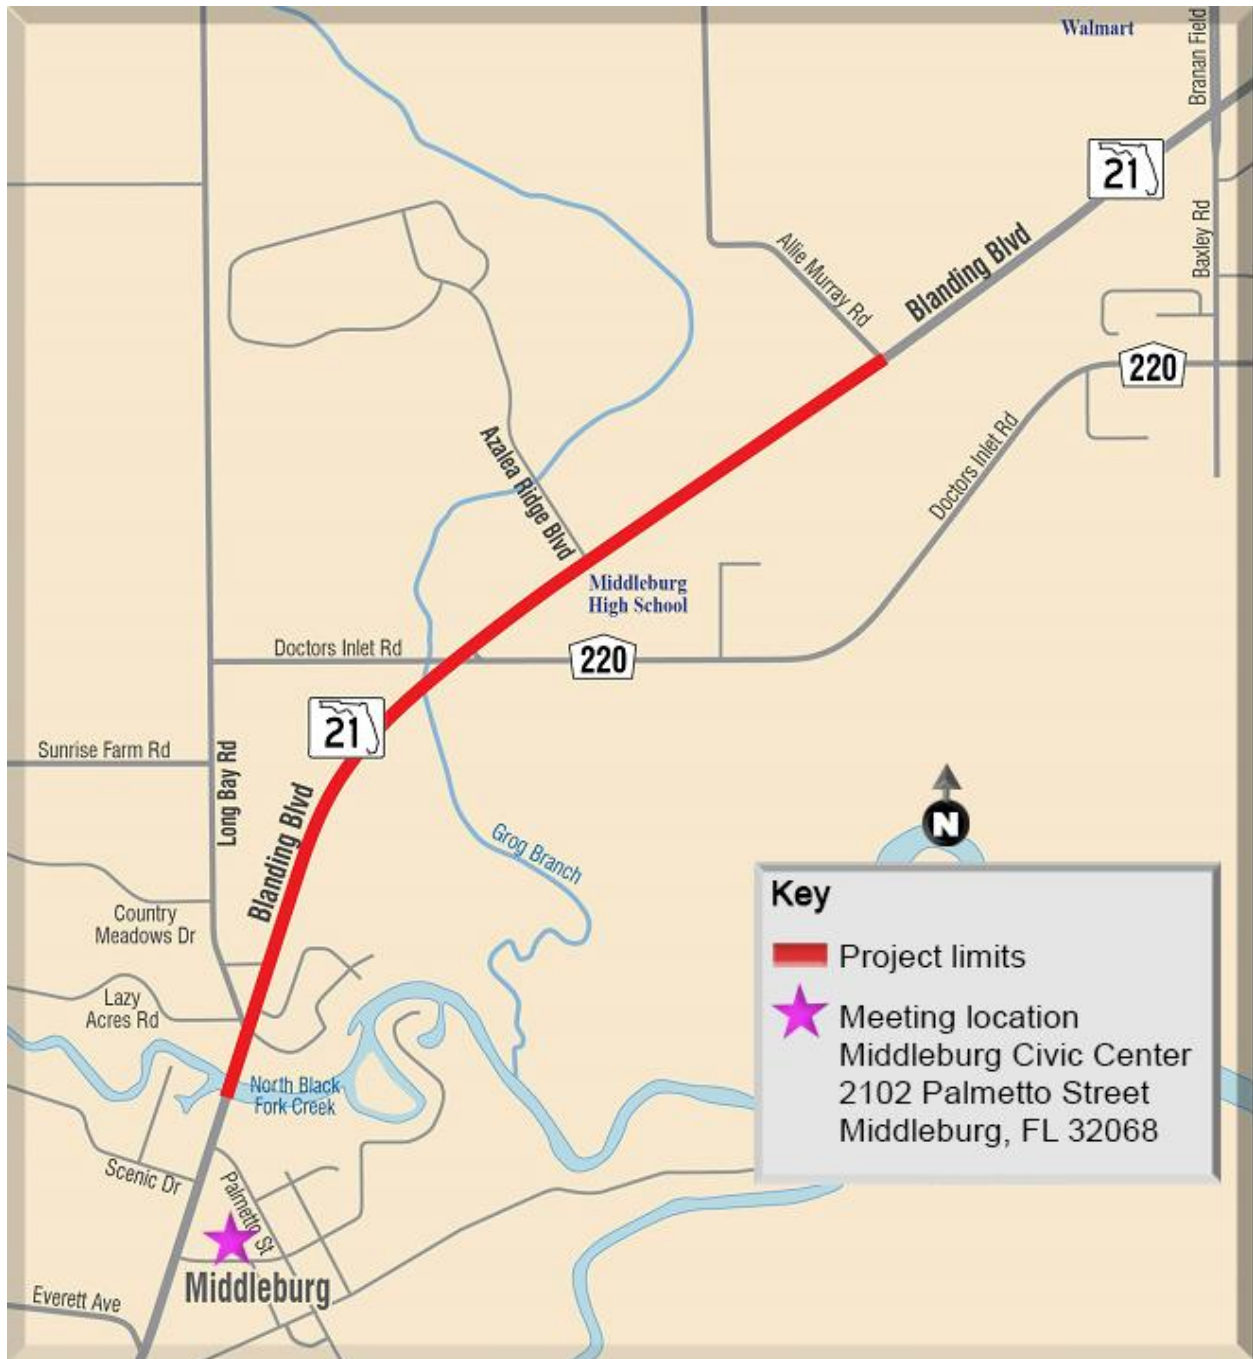 Walmart
Branan Field
21
Baxley Rd
Allie Murray Rd
Blanding Blvd
220
Doctors Inlet Rd
Azalea Ridge Blvd
Middleburg
High School
Doctors Inlet Rd
220
21
Sunrise Farm Rd
Long Bay Rd
Blanding Blvd
Grog Branch
N
Country
Meadows Dr
Lazy
Acres Rd
North Black
Fork Creek
Scenic Dr
Palmetto St
Middleburg
Everett Ave
Key
Project limits
Meeting location
Middleburg Civic Center
2102 Palmetto Street
Middleburg, FL 32068